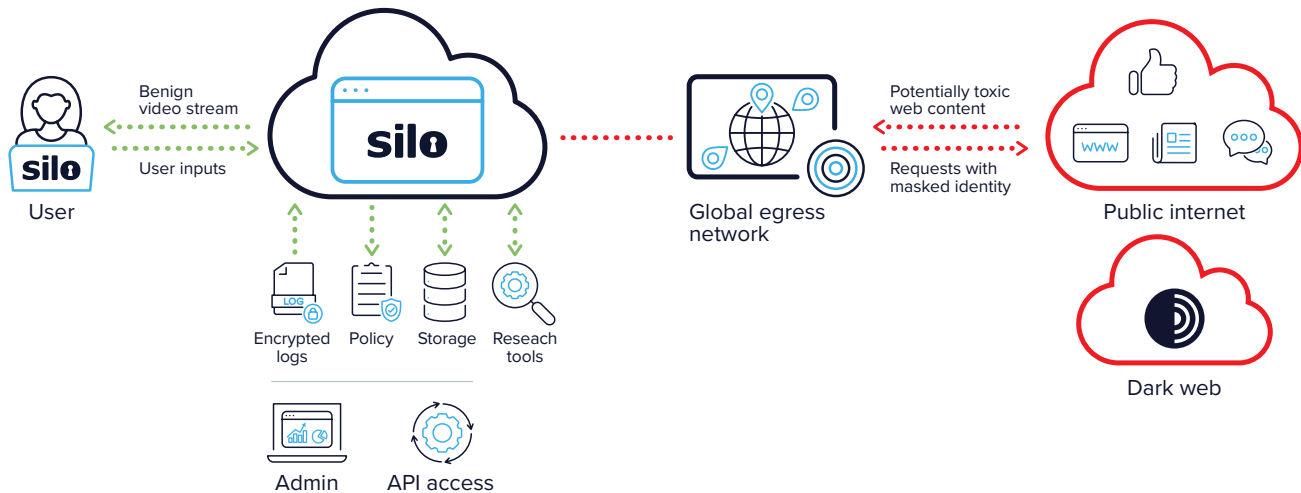 Benign
video stream
User inputs
silo
User
silo
Global egress
network
Potentially toxic
web content
Requests with
masked identity
www
Public internet
LOG
Encrypted
logs
Policy
Storage
Reseach
tools
Dark web
Admin
API access